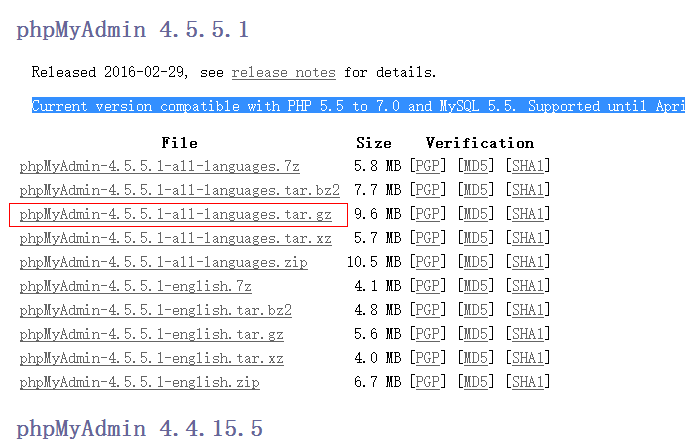 phpMyAdmin 4.5.5.1
Released 2016-02-29, see release notes for details.
Current version compatible with PHP 5.5 to 7.0 and MySQL 5.5. Supported until Apri
File Size Verification
phpMyAdmin-4.5.5.1-all-languages.7z 5.8 MB [PGP] [MD5] [SHA1]
phpMyAdmin-4.5.5.1-all-languages.tar.bz2 7.7 MB [PGP] [MD5] [SHA1]
phpMyAdmin-4.5.5.1-all-languages.tar.gz 9.6 MB [PGP] [MD5] [SHA1]
phpMyAdmin-4.5.5.1-all-languages.tar.xz 5.7 MB [PGP] [MD5] [SHA1]
phpMyAdmin-4.5.5.1-all-languages.zip 10.5 MB [PGP] [MD5] [SHA1]
phpMyAdmin-4.5.5.1-english.7z 4.1 MB [PGP] [MD5] [SHA1]
phpMyAdmin-4.5.5.1-english.tar.bz2 4.8 MB [PGP] [MD5] [SHA1]
phpMyAdmin-4.5.5.1-english.tar.gz 5.6 MB [PGP] [MD5] [SHA1]
phpMyAdmin-4.5.5.1-english.tar.xz 4.0 MB [PGP] [MD5] [SHA1]
phpMyAdmin-4.5.5.1-english.zip 6.7 MB [PGP] [MD5] [SHA1]
phpMyAdmin 4.4.15.5